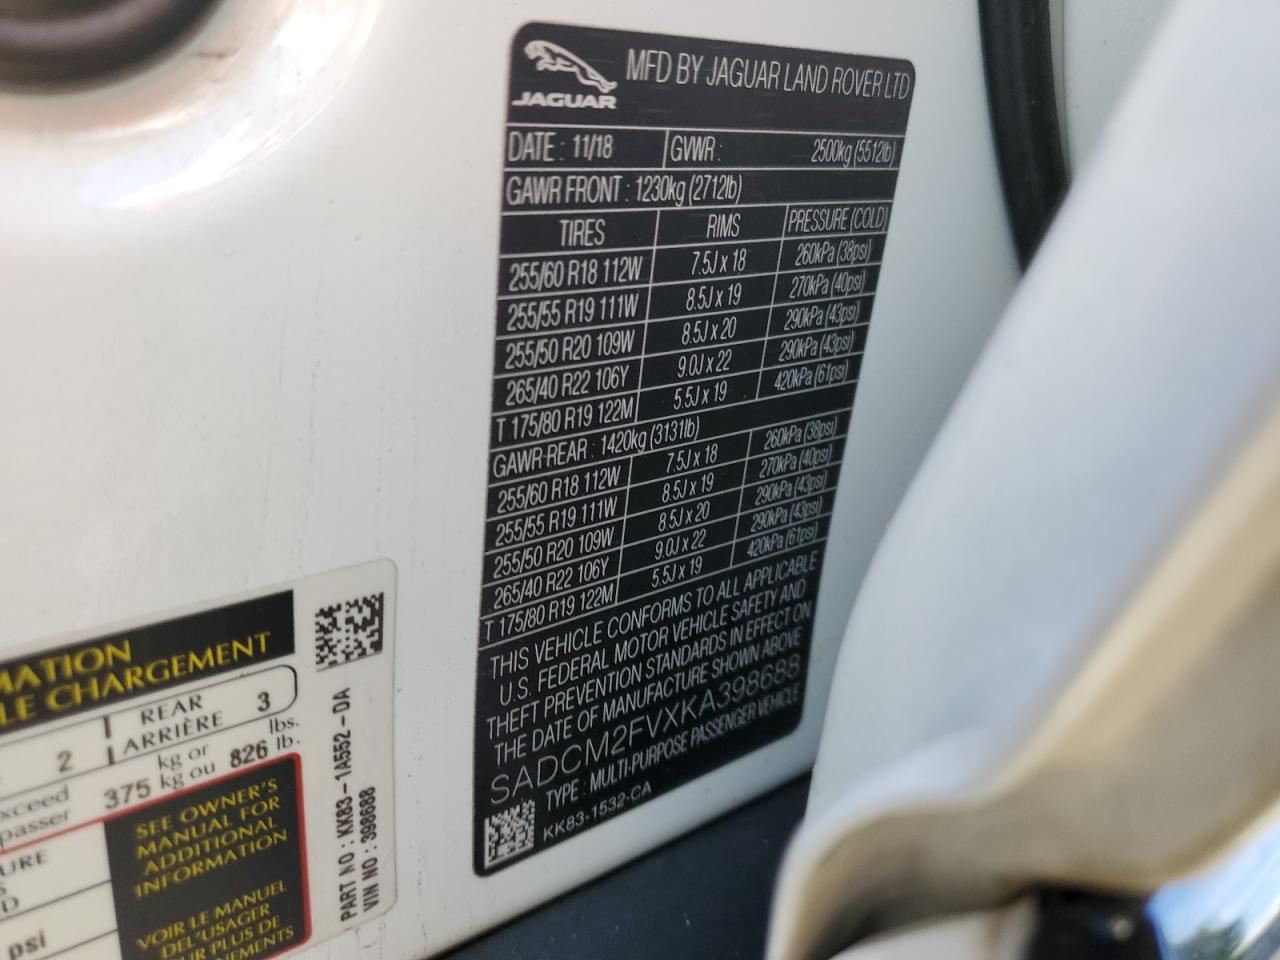 JAGUAR
MFD BY JAGUAR LAND ROVER LTD
DATE : 11/18 GVWR : 2500kg (5512lb)
GAWR FRONT : 1230kg (2712lb)
TIRES RIMS PRESSURE (COLD)
255/60 R18 112W 7.5J x 18 260kPa (38psi)
255/55 R19 111W 8.5J x 19 270kPa (40psi)
255/50 R20 109W 8.5J x 20 290kPa (43psi)
265/40 R22 106Y 9.0J x 22 290kPa (43psi)
T 175/80 R19 122M 5.5J x 19 420kPa (61psi)
GAWR REAR : 1420kg (3131lb)
255/60 R18 112W 7.5J x 18 260kPa (38psi)
255/55 R19 111W 8.5J x 19 270kPa (40psi)
255/50 R20 109W 8.5J x 20 290kPa (43psi)
265/40 R22 106Y 9.0J x 22 290kPa (43psi)
T 175/80 R19 122M 5.5J x 19 420kPa (61psi)
THIS VEHICLE CONFORMS TO ALL APPLICABLE
U.S. FEDERAL MOTOR VEHICLE SAFETY AND
THEFT PREVENTION STANDARDS IN EFFECT ON
THE DATE OF MANUFACTURE SHOWN ABOVE
SADCM2FVXKA398688
TYPE : MULTI-PURPOSE PASSENGER VEHICLE
KK83-1532-CA
MATION
LE CHARGEMENT
2 REAR
ARRIÈRE 3
xceed 375 kg or 826 lbs.
passer kg ou lb.
URE
S
D
psi
SEE OWNER'S
MANUAL FOR
ADDITIONAL
INFORMATION
VOIR LE MANUEL
DE L'USAGER
UR PLUS DE
NEMENTS
PART NO : KK83-1A552-DA
VIN NO : 398688